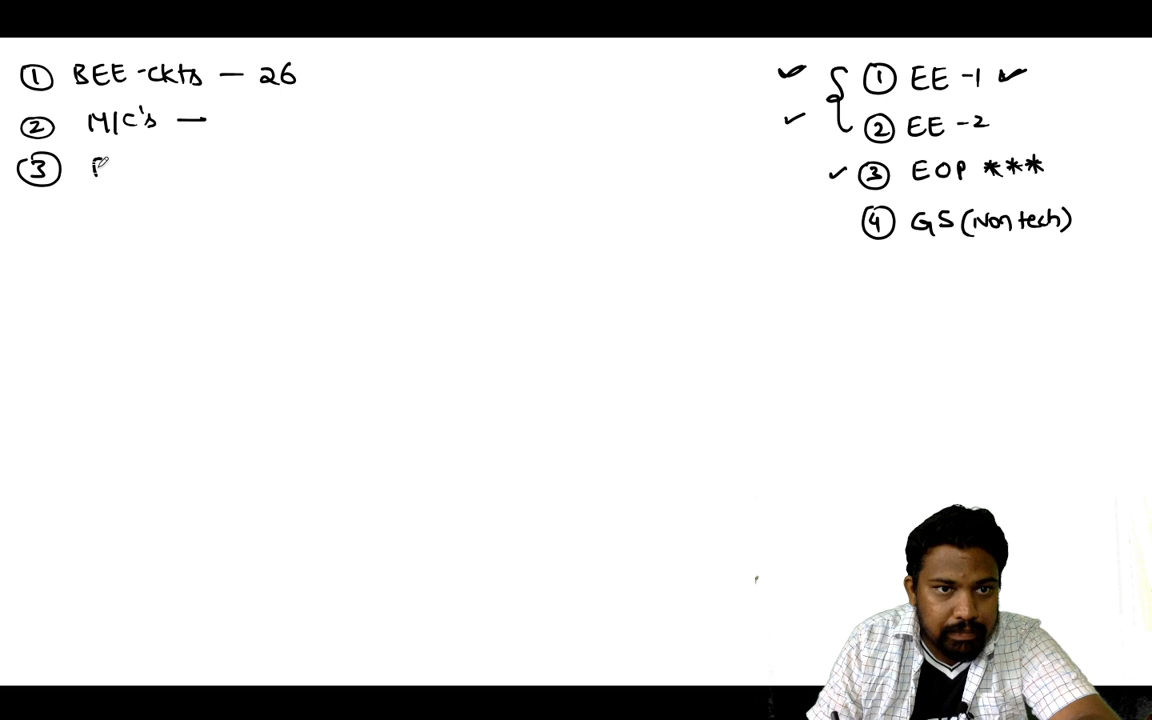 ① BEE -ckts — 26
② M/C's —
③
✓ ① EE -1 ✓
✓ ② EE -2
✓ ③ EOP ***
④ GS (Non tech)